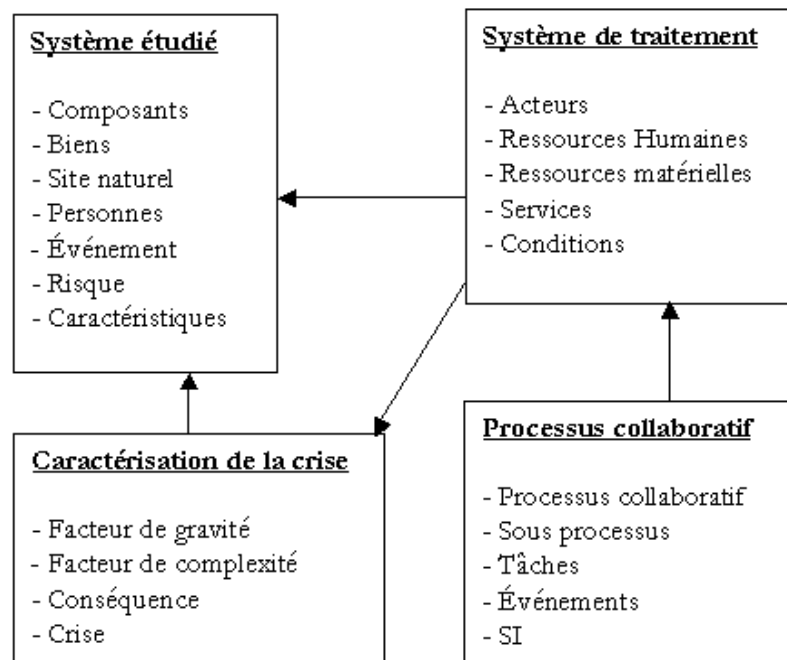 Système étudié
- Composants
- Biens
- Site naturel
- Personnes
- Événement
- Risque
- Caractéristiques
Système de traitement
- Acteurs
- Ressources Humaines
- Ressources matérielles
- Services
- Conditions
Caractérisation de la crise
- Facteur de gravité
- Facteur de complexité
- Conséquence
- Crise
Processus collaboratif
- Processus collaboratif
- Sous processus
- Tâches
- Événements
- SI